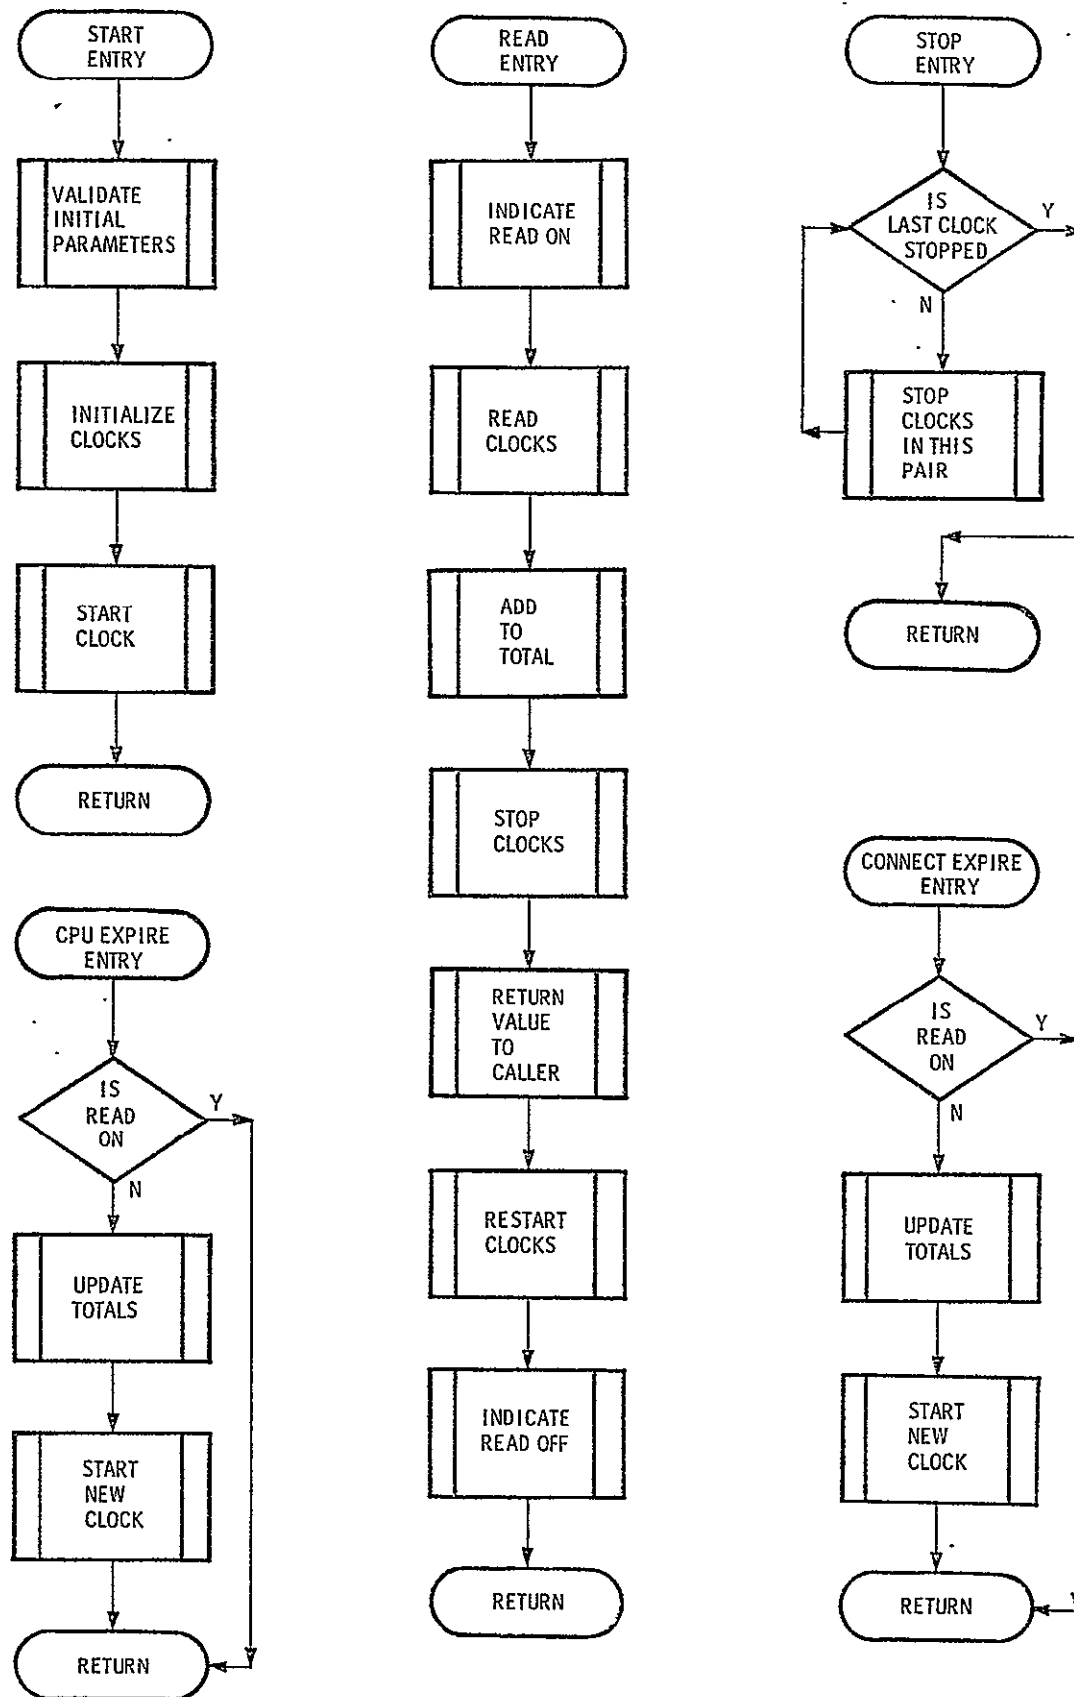 START
ENTRY
VALIDATE
INITIAL
PARAMETERS
INITIALIZE
CLOCKS
START
CLOCK
RETURN
CPU EXPIRE
ENTRY
IS
READ
ON
Y
N
UPDATE
TOTALS
START
NEW
CLOCK
RETURN
READ
ENTRY
INDICATE
READ ON
READ
CLOCKS
ADD
TO
TOTAL
STOP
CLOCKS
RETURN
VALUE
TO
CALLER
RESTART
CLOCKS
INDICATE
READ OFF
RETURN
STOP
ENTRY
IS
LAST CLOCK
STOPPED
Y
N
STOP
CLOCKS
IN THIS
PAIR
RETURN
CONNECT EXPIRE
ENTRY
IS
READ
ON
Y
N
UPDATE
TOTALS
START
NEW
CLOCK
RETURN